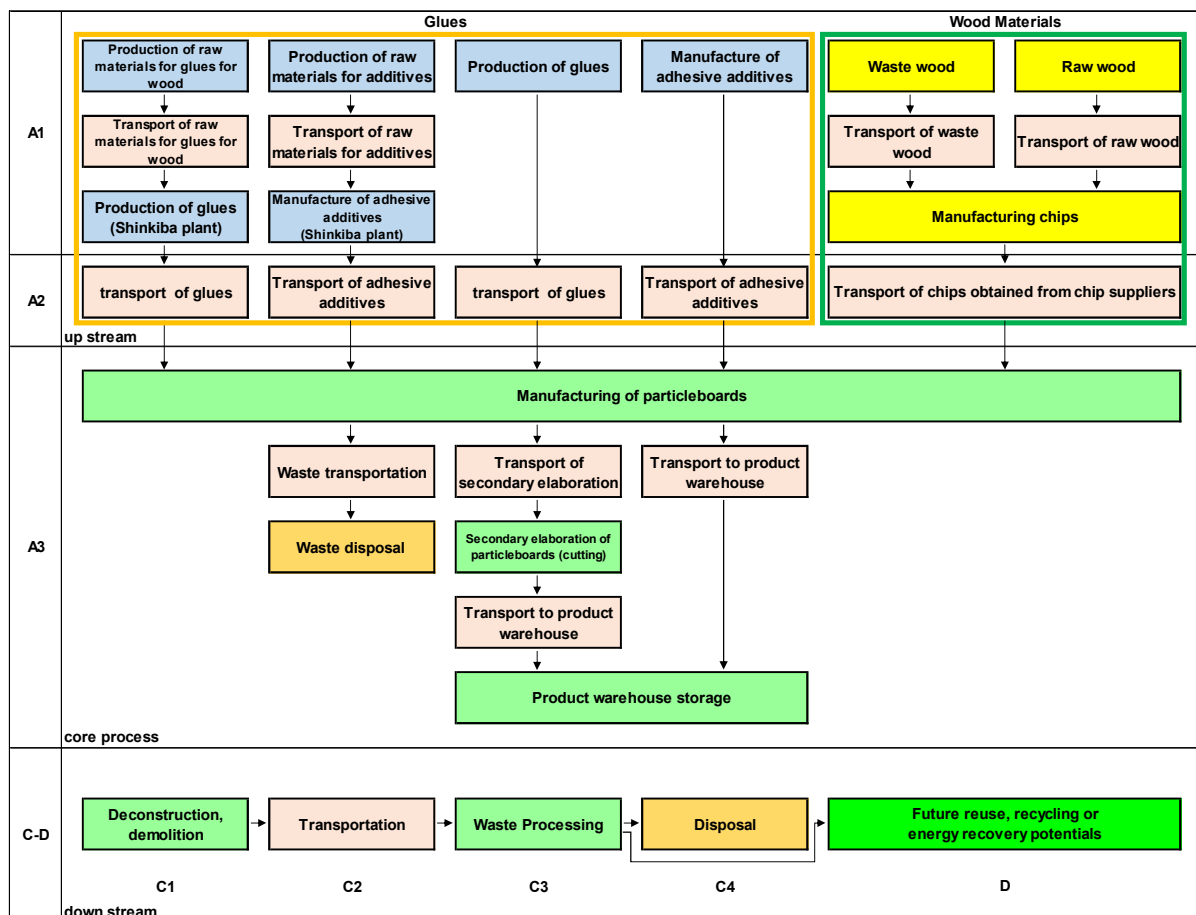 Glues
Wood Materials
A1
Production of raw
materials for glues for
wood
Production of raw
materials for additives
Production of glues
Manufacture of
adhesive additives
Waste wood
Raw wood
Transport of raw
materials for glues for
wood
Transport of raw
materials for additives
Transport of waste
wood
Transport of raw wood
Production of glues
(Shinkiba plant)
Manufacture of adhesive
additives
(Shinkiba plant)
Manufacturing chips
A2
transport of glues
Transport of adhesive
additives
transport of glues
Transport of adhesive
additives
Transport of chips obtained from chip suppliers
up stream
A3
Manufacturing of particleboards
Waste transportation
Transport of
secondary elaboration
Transport to product
warehouse
Waste disposal
Secondary elaboration of
particleboards (cutting)
Transport to product
warehouse
Product warehouse storage
core process
C-D
Deconstruction,
demolition
Transportation
Waste Processing
Disposal
Future reuse, recycling or
energy recovery potentials
C1
C2
C3
C4
D
down stream